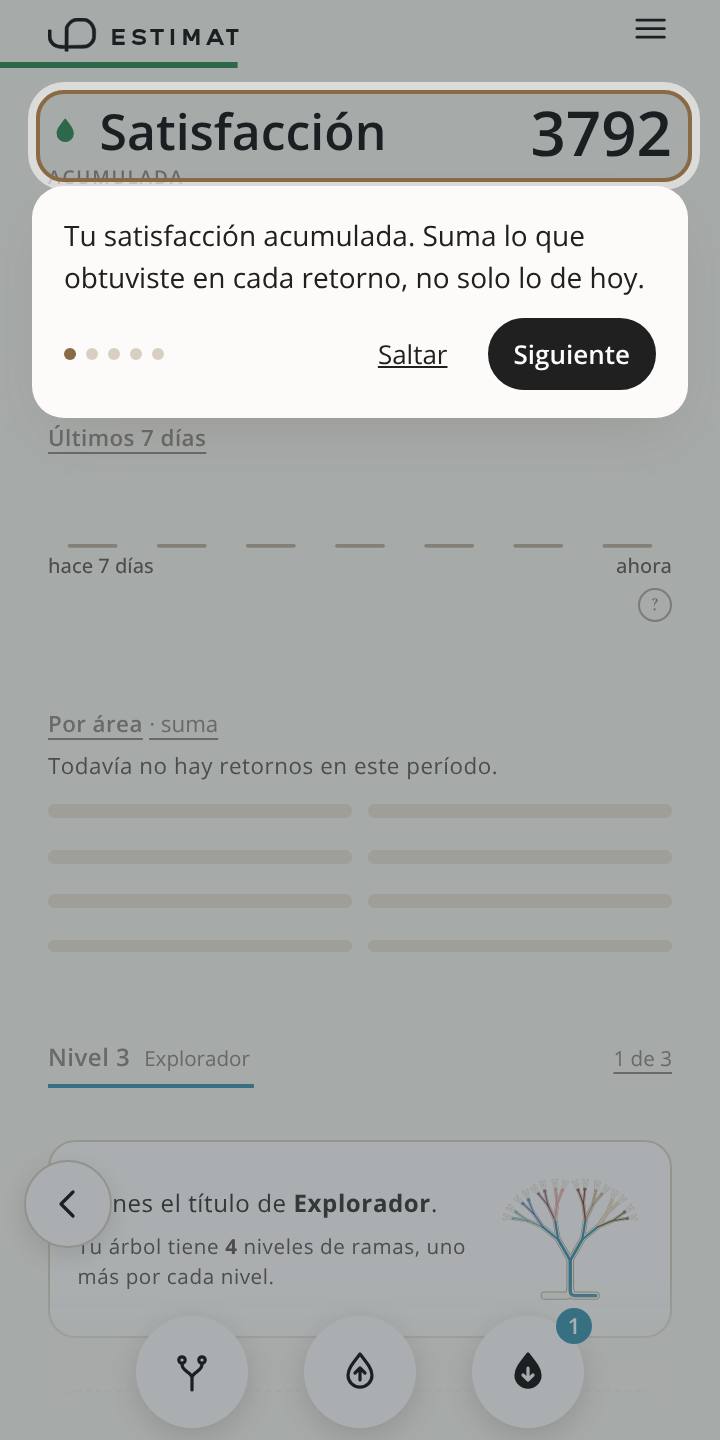 ESTIMAT
Satisfacción 3792
ACUMULADA
Tu satisfacción acumulada. Suma lo que
obtuviste en cada retorno, no solo lo de hoy.
Saltar Siguiente
Últimos 7 días
hace 7 días ahora
?
Por área · suma
Todavía no hay retornos en este período.
Nivel 3 Explorador 1 de 3
nes el título de Explorador.
Tu árbol tiene 4 niveles de ramas, uno
más por cada nivel.
1